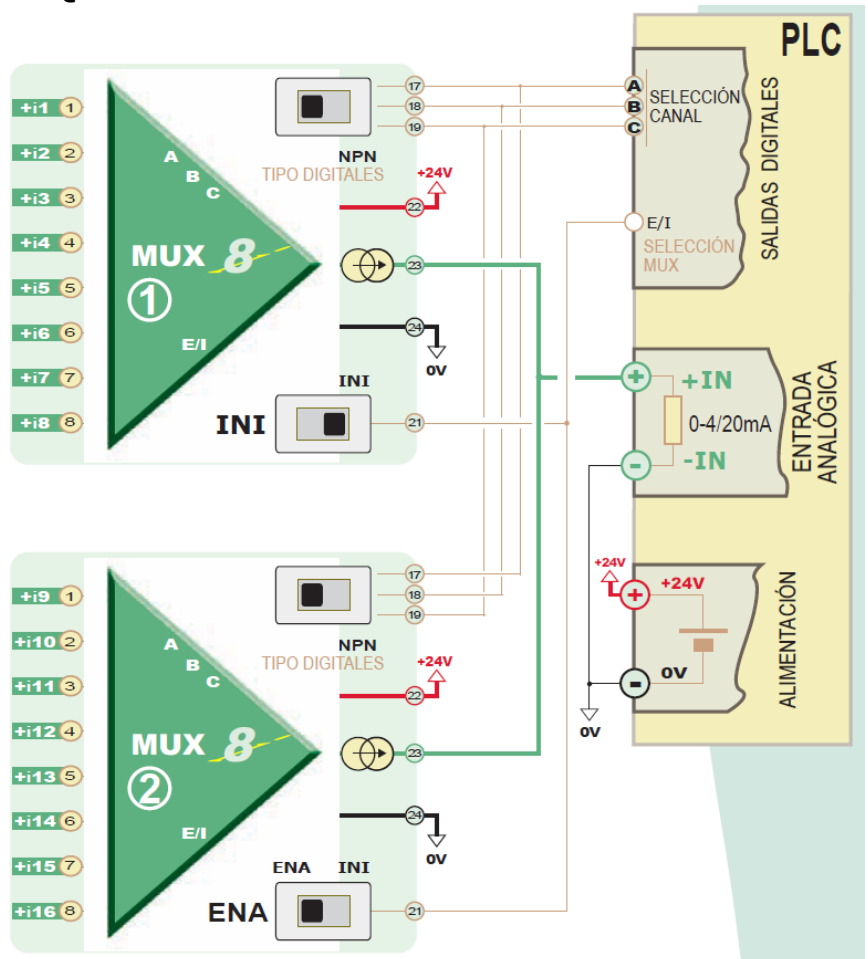 PLC
17
18
19
NPN
TIPO DIGITALES
+24V
22
23
24
0V
INI
INI
21
+i1 1
+i2 2
+i3 3
+i4 4
+i5 5
+i6 6
+i7 7
+i8 8
A
B
C
MUX 8
1
E/I
A
B
C
SELECCIÓN
CANAL
E/I
SELECCIÓN
MUX
SALIDAS DIGITALES
+
+IN
0-4/20mA
-
-IN
ENTRADA
ANALÓGICA
+24V
+
+24V
-
0V
0V
ALIMENTACIÓN
17
18
19
NPN
TIPO DIGITALES
+24V
22
23
24
0V
ENA INI
ENA
21
+i9 1
+i10 2
+i11 3
+i12 4
+i13 5
+i14 6
+i15 7
+i16 8
A
B
C
MUX 8
2
E/I